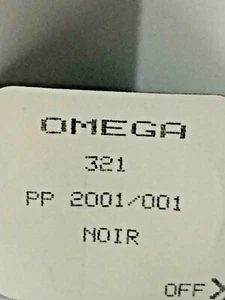 OMEGA
321
PP 2001/001
NOIR
OFF>